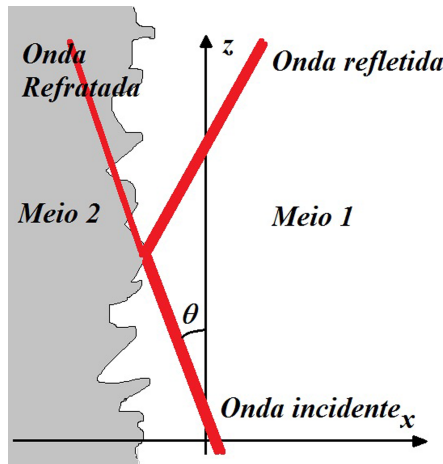 Onda
Refratada
z
Onda refletida
Meio 2
Meio 1
θ
Onda incidente
x